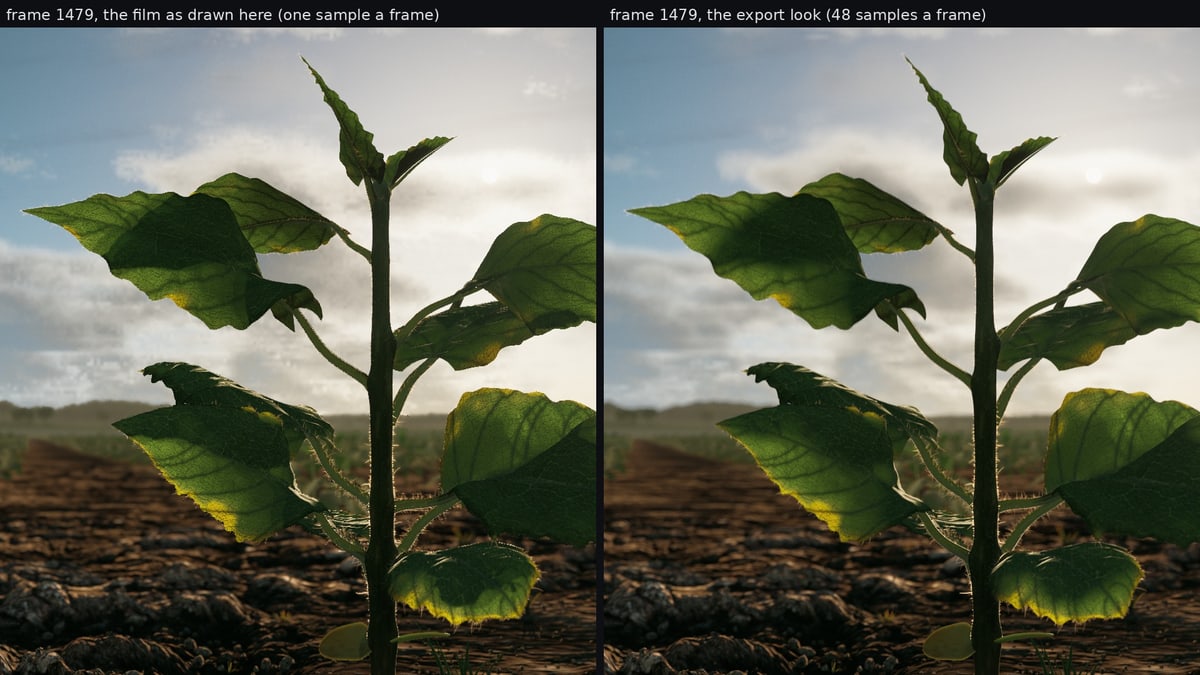 frame 1479, the film as drawn here (one sample a frame)
frame 1479, the export look (48 samples a frame)